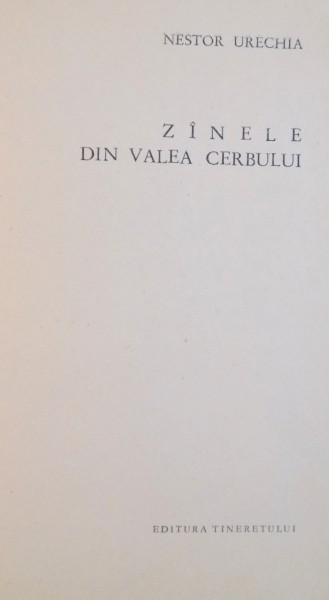 NESTOR URECHIA
ZÎNELE
DIN VALEA CERBULUI
EDITURA TINERETULUI